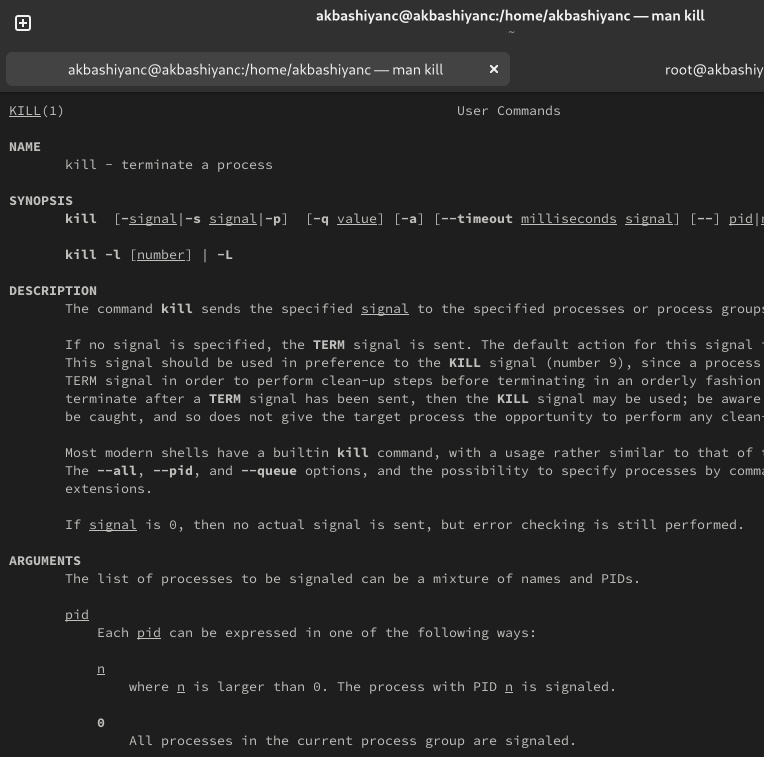 akbashiyanc@akbashiyanc:/home/akbashiyanc — man kill
~
akbashiyanc@akbashiyanc:/home/akbashiyanc — man kill × root@akbashiy
KILL(1) User Commands
NAME
kill - terminate a process
SYNOPSIS
kill [-signal|-s signal|-p] [-q value] [-a] [--timeout milliseconds signal] [--] pid|
kill -l [number] | -L
DESCRIPTION
The command kill sends the specified signal to the specified processes or process groups
If no signal is specified, the TERM signal is sent. The default action for this signal
This signal should be used in preference to the KILL signal (number 9), since a process
TERM signal in order to perform clean-up steps before terminating in an orderly fashion
terminate after a TERM signal has been sent, then the KILL signal may be used; be aware
be caught, and so does not give the target process the opportunity to perform any clean-
Most modern shells have a builtin kill command, with a usage rather similar to that of
The --all, --pid, and --queue options, and the possibility to specify processes by comma
extensions.
If signal is 0, then no actual signal is sent, but error checking is still performed.
ARGUMENTS
The list of processes to be signaled can be a mixture of names and PIDs.
pid
Each pid can be expressed in one of the following ways:
n
where n is larger than 0. The process with PID n is signaled.
0
All processes in the current process group are signaled.